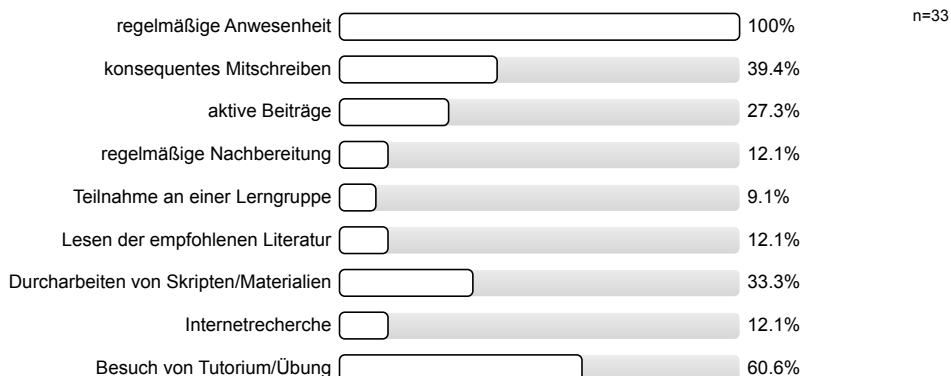 regelmäßige Anwesenheit 100% n=33
konsequentes Mitschreiben 39.4%
aktive Beiträge 27.3%
regelmäßige Nachbereitung 12.1%
Teilnahme an einer Lerngruppe 9.1%
Lesen der empfohlenen Literatur 12.1%
Durcharbeiten von Skripten/Materialien 33.3%
Internetrecherche 12.1%
Besuch von Tutorium/Übung 60.6%